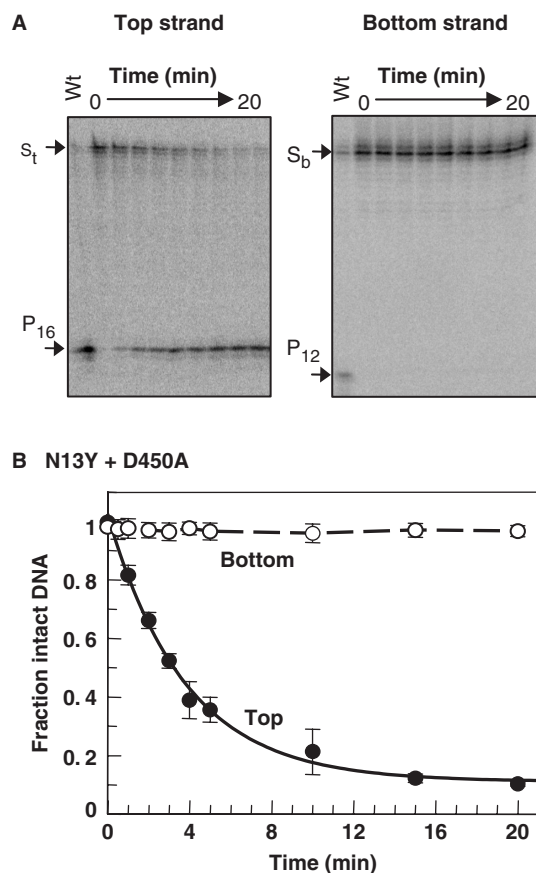 A Top strand Bottom strand
Wt Time (min) Wt Time (min)
0 20 0 20
St Sb
P16 P12
B N13Y + D450A
Fraction intact DNA
1
0.8
0.6
0.4
0.2
0
Bottom
Top
0 4 8 12 16 20
Time (min)